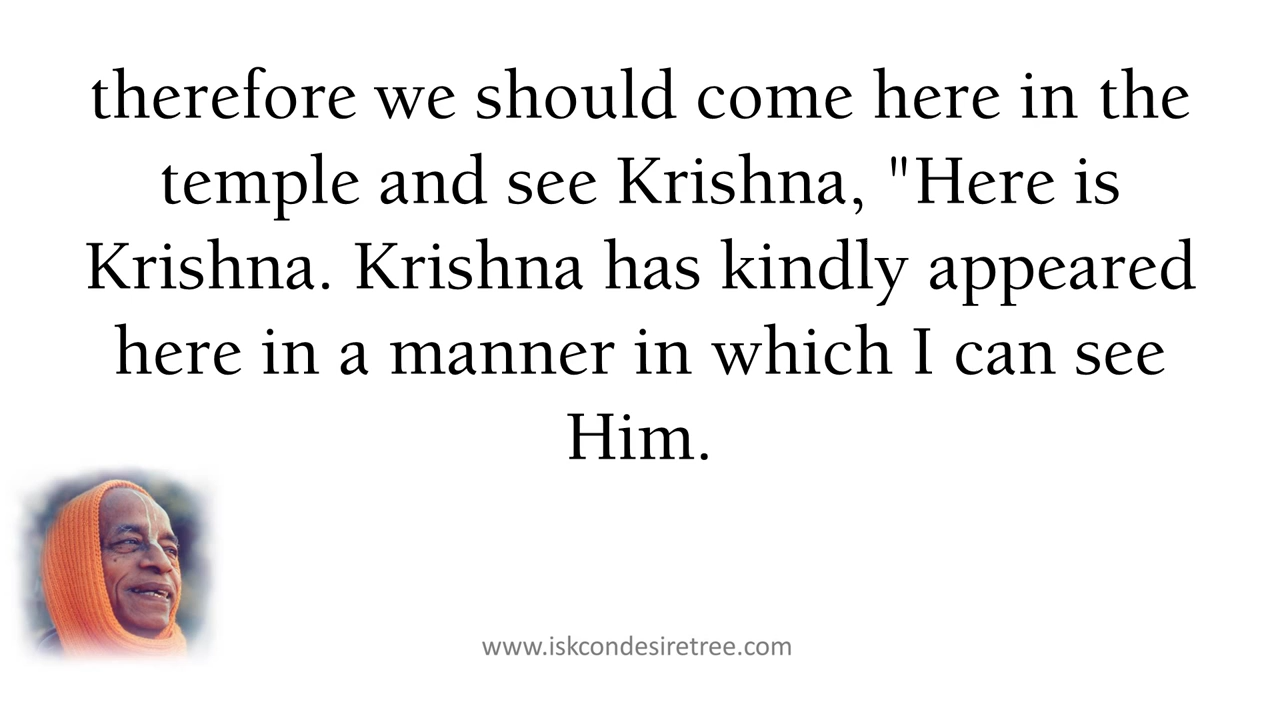 therefore we should come here in the
temple and see Krishna, "Here is
Krishna. Krishna has kindly appeared
here in a manner in which I can see
Him.
www.iskcondesiretree.com